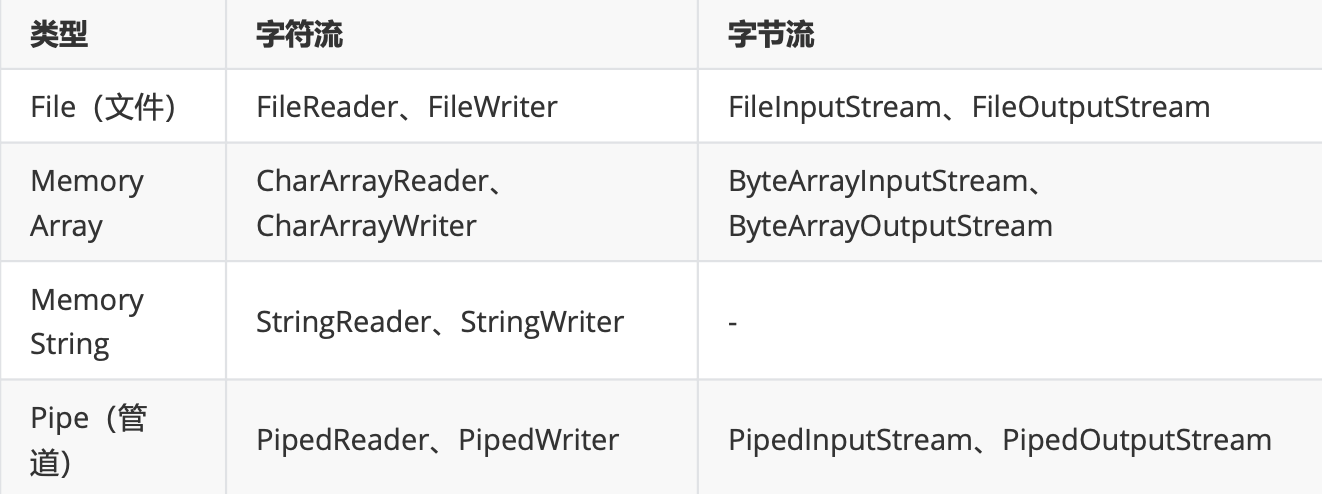 类型 字符流 字节流
File（文件） FileReader、FileWriter FileInputStream、FileOutputStream
Memory
Array
CharArrayReader、
CharArrayWriter
ByteArrayInputStream、
ByteArrayOutputStream
Memory
String
StringReader、StringWriter
-
Pipe（管
道）
PipedReader、PipedWriter
PipedInputStream、PipedOutputStream